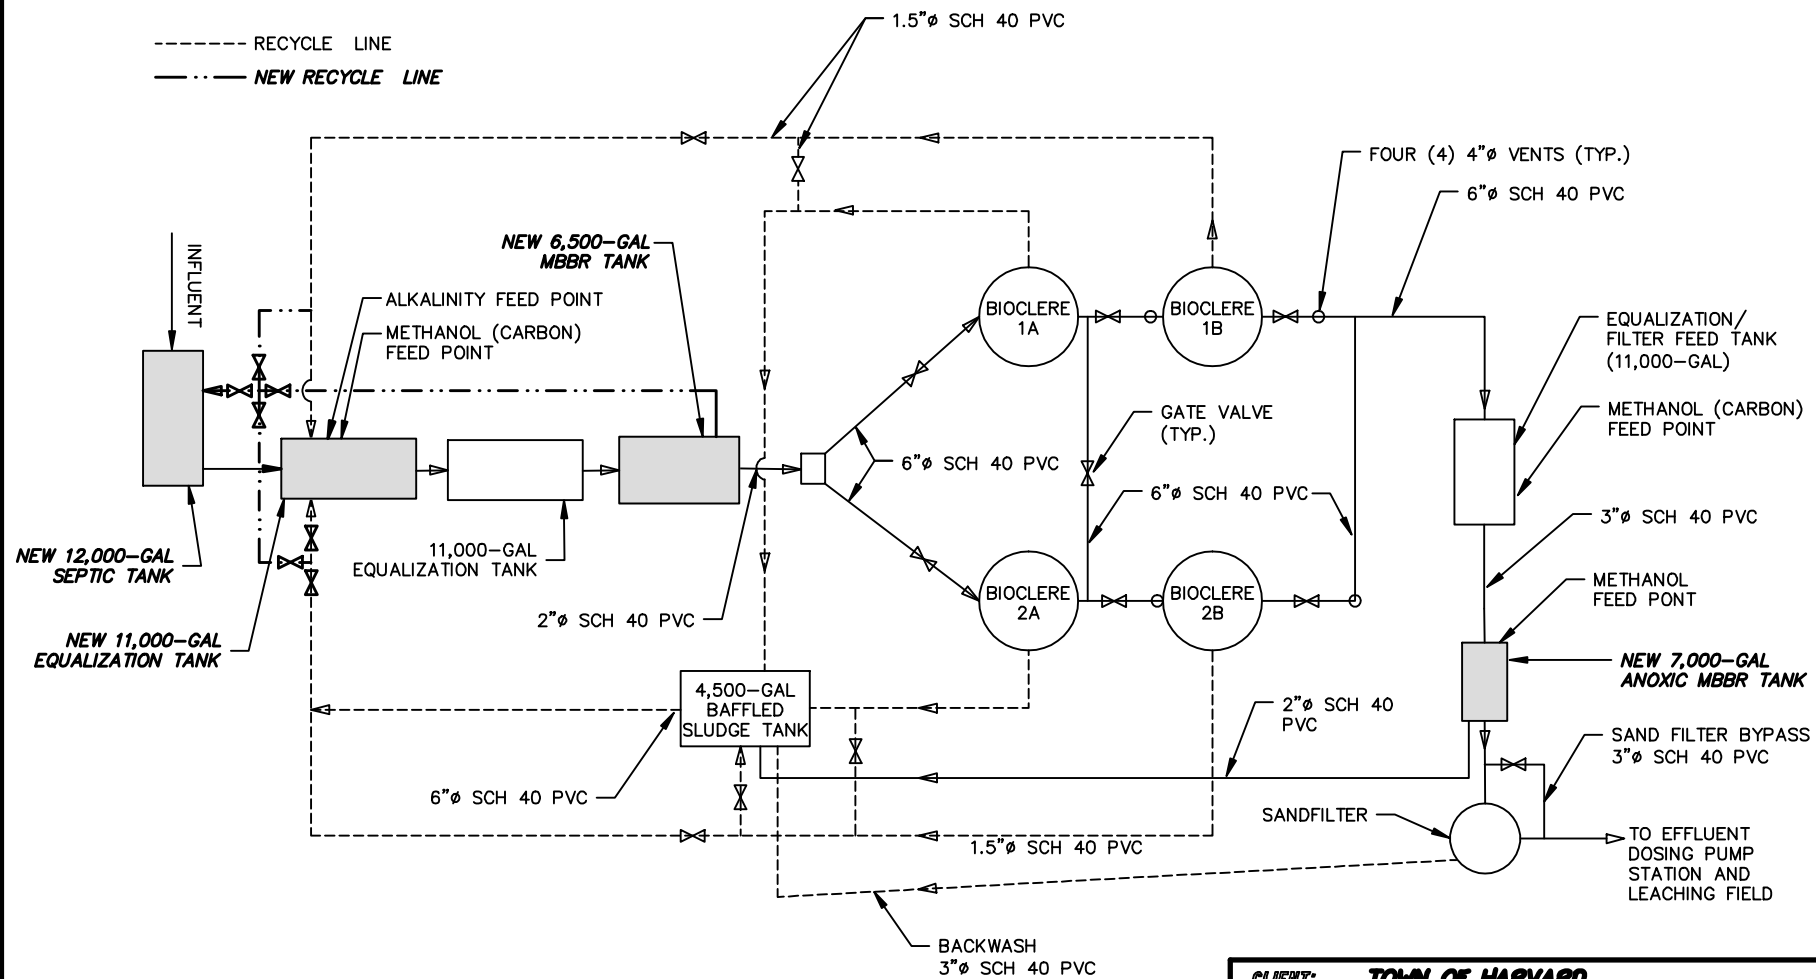 1.5"ø SCH 40 PVC
RECYCLE LINE
NEW RECYCLE LINE
FOUR (4) 4"ø VENTS (TYP.)
6"ø SCH 40 PVC
INFLUENT
NEW 6,500-GAL
MBBR TANK
ALKALINITY FEED POINT
METHANOL (CARBON)
FEED POINT
BIOCLERE
1A
BIOCLERE
1B
EQUALIZATION/
FILTER FEED TANK
(11,000-GAL)
GATE VALVE
(TYP.)
METHANOL (CARBON)
FEED POINT
6"ø SCH 40 PVC
6"ø SCH 40 PVC
3"ø SCH 40 PVC
NEW 12,000-GAL
SEPTIC TANK
11,000-GAL
EQUALIZATION TANK
2"ø SCH 40 PVC
BIOCLERE
2A
BIOCLERE
2B
METHANOL
FEED PONT
NEW 11,000-GAL
EQUALIZATION TANK
NEW 7,000-GAL
ANOXIC MBBR TANK
4,500-GAL
BAFFLED
SLUDGE TANK
2"ø SCH 40
PVC
SAND FILTER BYPASS
3"ø SCH 40 PVC
6"ø SCH 40 PVC
SANDFILTER
1.5"ø SCH 40 PVC
TO EFFLUENT
DOSING PUMP
STATION AND
LEACHING FIELD
BACKWASH
3"ø SCH 40 PVC
CLIENT: TOWN OF HARVARD